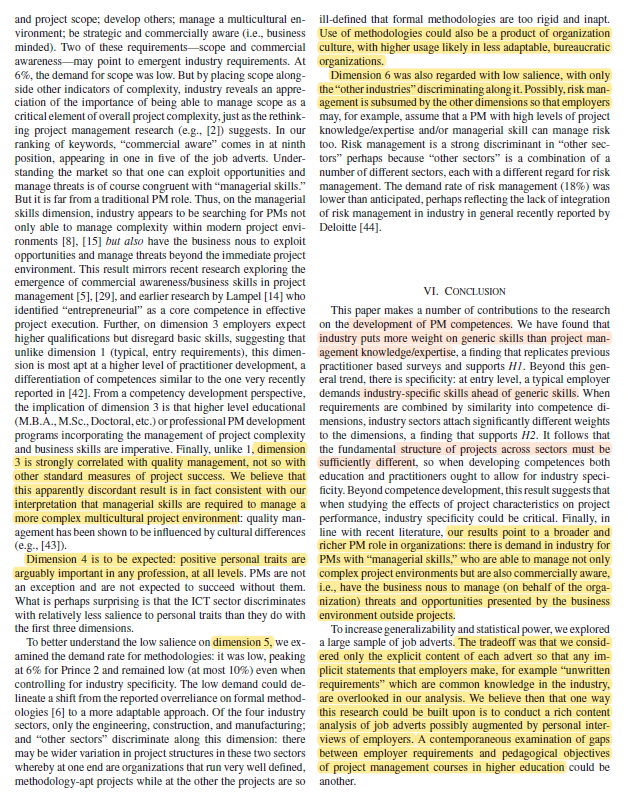 and project scope; develop others; manage a multicultural en-
vironment; be strategic and commercially aware (i.e., business
minded). Two of these requirements—scope and commercial
awareness—may point to emergent industry requirements. At
6%, the demand for scope was low. But by placing scope along-
side other indicators of complexity, industry reveals an appre-
ciation of the importance of being able to manage scope as a
critical element of overall project complexity, just as the rethink-
ing project management research (e.g., [2]) suggests. In our
ranking of keywords, “commercial aware” comes in at ninth
position, appearing in one in five of the job adverts. Under-
standing the market so that one can exploit opportunities and
manage threats is of course congruent with “managerial skills.”
But it is far from a traditional PM role. Thus, on the managerial
skills dimension, industry appears to be searching for PMs not
only able to manage complexity within modern project envi-
ronments [8], [15] but also have the business nous to exploit
opportunities and manage threats beyond the immediate project
environment. This result mirrors recent research exploring the
emergence of commercial awareness/business skills in project
management [5], [29], and earlier research by Lampel [14] who
identified “entrepreneurial” as a core competence in effective
project execution. Further, on dimension 3 employers expect
higher qualifications but disregard basic skills, suggesting that
unlike dimension 1 (typical, entry requirements), this dimen-
sion is most apt at a higher level of practitioner development, a
differentiation of competences similar to the one very recently
reported in [42]. From a competency development perspective,
the implication of dimension 3 is that higher level educational
(M.B.A., M.Sc., Doctoral, etc.) or professional PM development
programs incorporating the management of project complexity
and business skills are imperative. Finally, unlike 1, dimension
3 is strongly correlated with quality management, not so with
other standard measures of project success. We believe that
this apparently discordant result is in fact consistent with our
interpretation that managerial skills are required to manage a
more complex multicultural project environment: quality man-
agement has been shown to be influenced by cultural differences
(e.g., [43]).
Dimension 4 is to be expected: positive personal traits are
arguably important in any profession, at all levels. PMs are not
an exception and are not expected to succeed without them.
What is perhaps surprising is that the ICT sector discriminates
with relatively less salience to personal traits than they do with
the first three dimensions.
To better understand the low salience on dimension 5, we ex-
amined the demand rate for methodologies: it was low, peaking
at 6% for Prince 2 and remained low (at most 10%) even when
controlling for industry specificity. The low demand could de-
lineate a shift from the reported overreliance on formal method-
ologies [6] to a more adaptable approach. Of the four industry
sectors, only the engineering, construction, and manufacturing;
and “other sectors” discriminate along this dimension: there
may be wider variation in project structures in these two sectors
whereby at one end are organizations that run very well defined,
methodology-apt projects while at the other the projects are so
ill-defined that formal methodologies are too rigid and inapt.
Use of methodologies could also be a product of organization
culture, with higher usage likely in less adaptable, bureaucratic
organizations.
Dimension 6 was also regarded with low salience, with only
the “other industries” discriminating along it. Possibly, risk man-
agement is subsumed by the other dimensions so that employers
may, for example, assume that a PM with high levels of project
knowledge/expertise and/or managerial skill can manage risk
too. Risk management is a strong discriminant in “other sec-
tors” perhaps because “other sectors” is a combination of a
number of different sectors, each with a different regard for risk
management. The demand rate of risk management (18%) was
lower than anticipated, perhaps reflecting the lack of integration
of risk management in industry in general recently reported by
Deloitte [44].
VI. CONCLUSION
This paper makes a number of contributions to the research
on the development of PM competences. We have found that
industry puts more weight on generic skills than project man-
agement knowledge/expertise, a finding that replicates previous
practitioner based surveys and supports H1. Beyond this gen-
eral trend, there is specificity: at entry level, a typical employer
demands industry-specific skills ahead of generic skills. When
requirements are combined by similarity into competence di-
mensions, industry sectors attach significantly different weights
to the dimensions, a finding that supports H2. It follows that
the fundamental structure of projects across sectors must be
sufficiently different, so when developing competences both
education and practitioners ought to allow for industry speci-
ficity. Beyond competence development, this result suggests that
when studying the effects of project characteristics on project
performance, industry specificity could be critical. Finally, in
line with recent literature, our results point to a broader and
richer PM role in organizations: there is demand in industry for
PMs with “managerial skills,” who are able to manage not only
complex project environments but are also commercially aware,
i.e., have the business nous to manage (on behalf of the orga-
nization) threats and opportunities presented by the business
environment outside projects.
To increase generalizability and statistical power, we explored
a large sample of job adverts. The tradeoff was that we consid-
ered only the explicit content of each advert so that any im-
plicit statements that employers make, for example “unwritten
requirements” which are common knowledge in the industry,
are overlooked in our analysis. We believe then that one way
this research could be built upon is to conduct a rich content
analysis of job adverts possibly augmented by personal inter-
views of employers. A contemporaneous examination of gaps
between employer requirements and pedagogical objectives
of project management courses in higher education could be
another.